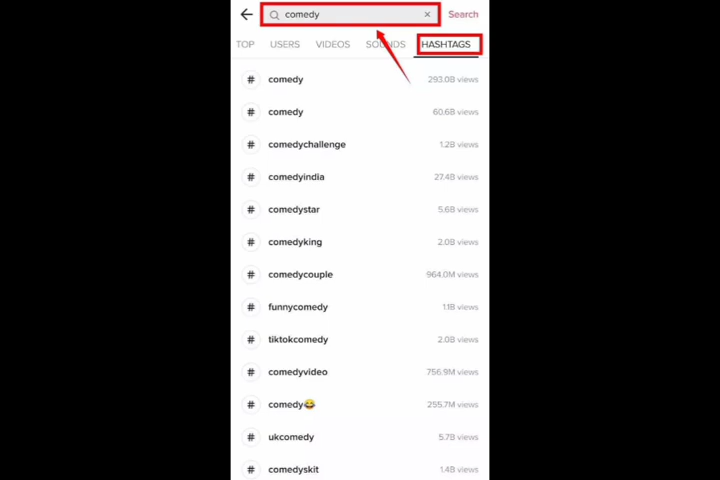 comedy × Search
TOP USERS VIDEOS SOUNDS HASHTAGS
# comedy 293.0B views
# comedy 60.6B views
# comedychallenge 1.2B views
# comedyindia 27.4B views
# comedystar 5.6B views
# comedyking 2.0B views
# comedycouple 964.0M views
# funnycomedy 1.1B views
# tiktokcomedy 2.0B views
# comedyvideo 756.9M views
# comedy😂 255.7M views
# ukcomedy 5.7B views
# comedyskit 1.4B views